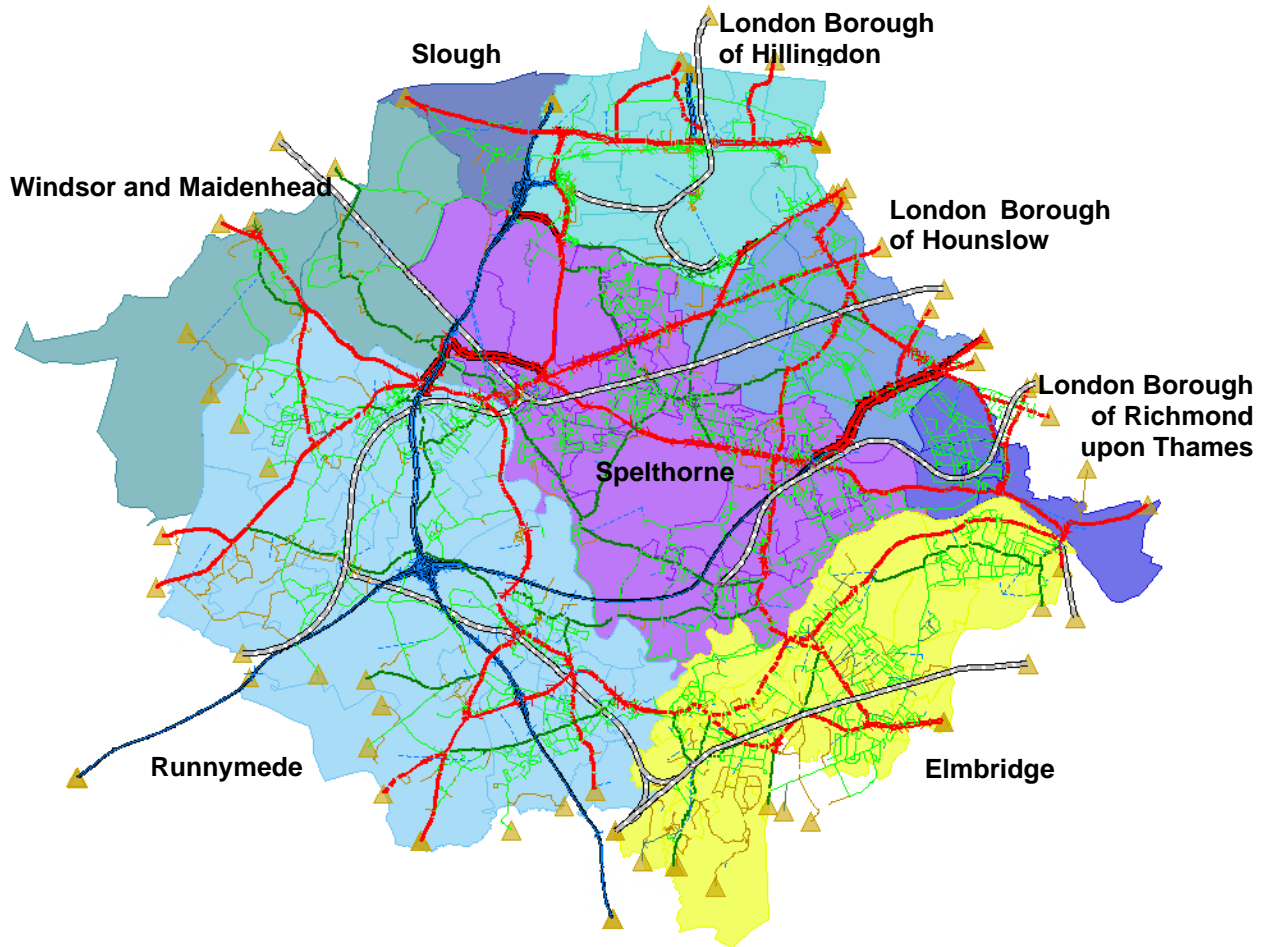 London Borough
of Hillingdon
Slough
Windsor and Maidenhead
London Borough
of Hounslow
London Borough
of Richmond
upon Thames
Spelthorne
Runnymede
Elmbridge